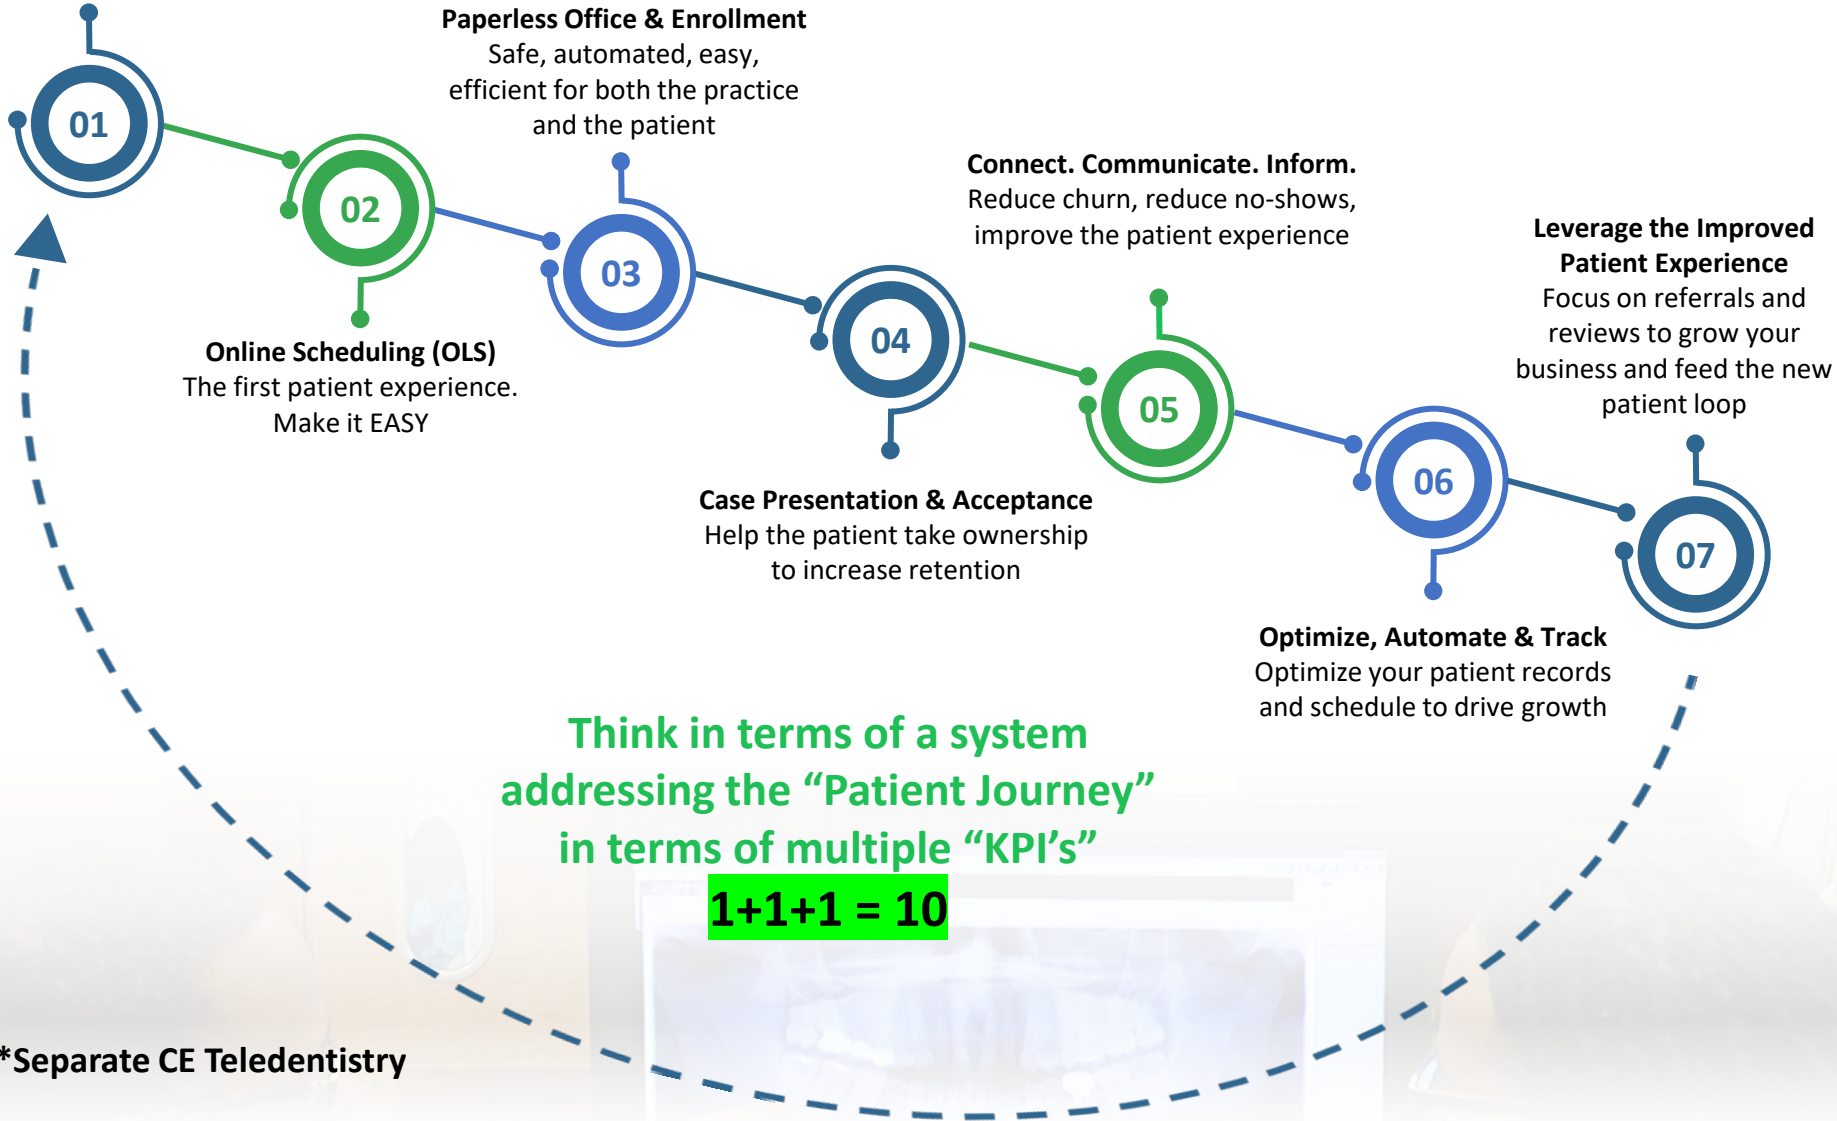 01
02
Online Scheduling (OLS)
The first patient experience.
Make it EASY
Paperless Office & Enrollment
Safe, automated, easy,
efficient for both the practice
and the patient
03
04
Case Presentation & Acceptance
Help the patient take ownership
to increase retention
Connect. Communicate. Inform.
Reduce churn, reduce no-shows,
improve the patient experience
05
06
Optimize, Automate & Track
Optimize your patient records
and schedule to drive growth
Leverage the Improved
Patient Experience
Focus on referrals and
reviews to grow your
business and feed the new
patient loop
07
Think in terms of a system
addressing the “Patient Journey”
in terms of multiple “KPI’s”
1+1+1 = 10
*Separate CE Teledentistry